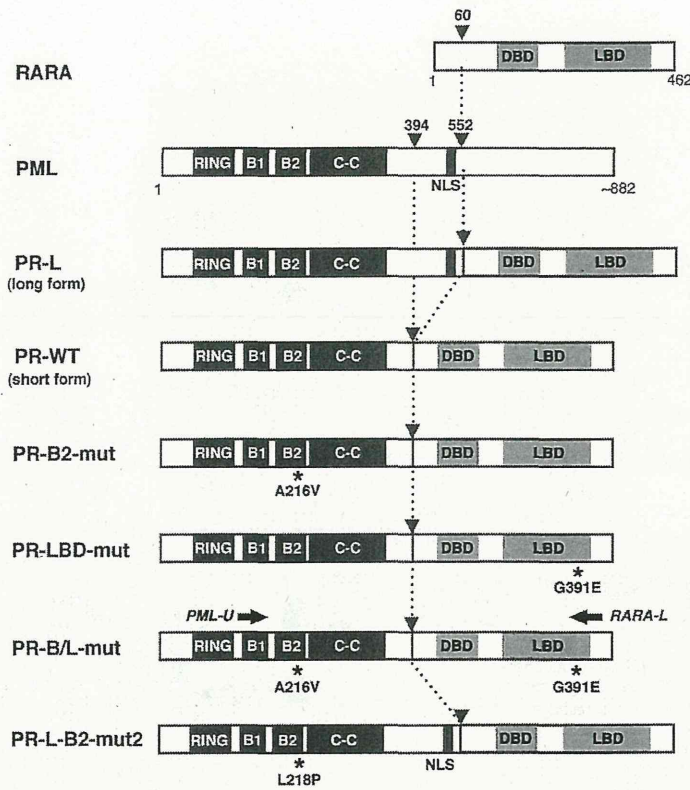 60
RARA
DBD LBD
1 462
394 552
PML
RING B1 B2 C-C
1 NLS ~882
PR-L
(long form)
RING B1 B2 C-C DBD LBD
PR-WT
(short form)
RING B1 B2 C-C DBD LBD
PR-B2-mut
RING B1 B2 C-C DBD LBD
*
A216V
PR-LBD-mut
RING B1 B2 C-C DBD LBD
*
G391E
PML-U RARA-L
PR-B/L-mut
RING B1 B2 C-C DBD LBD
* *
A216V G391E
PR-L-B2-mut2
RING B1 B2 C-C DBD LBD
* NLS
L218P